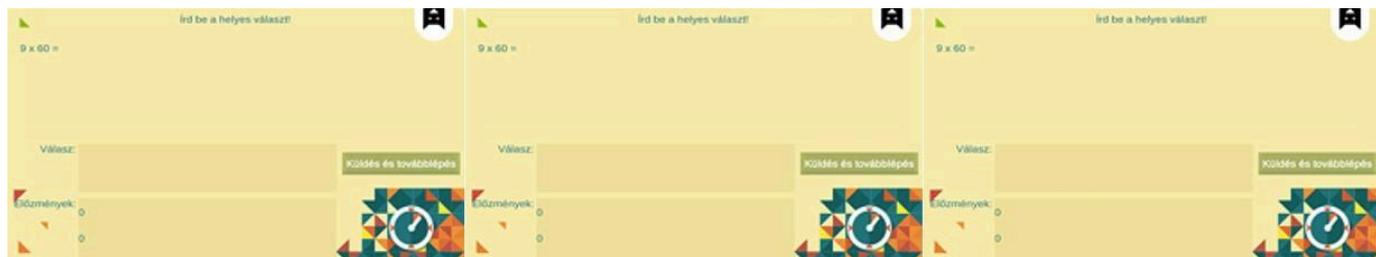 Írd be a helyes választ!
9 x 60 =
Válasz:
Küldés és továbblépés
Előzmények:
0
0
Írd be a helyes választ!
9 x 60 =
Válasz:
Küldés és továbblépés
Előzmények:
0
0
Írd be a helyes választ!
9 x 60 =
Válasz:
Küldés és továbblépés
Előzmények:
0
0